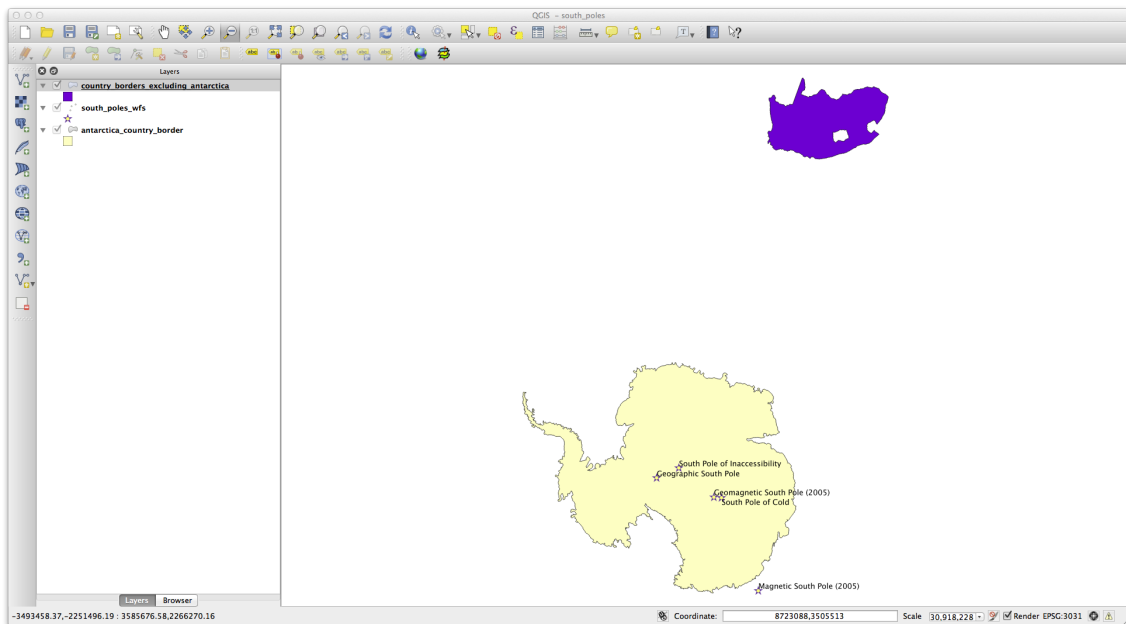 QGIS - south_poles
Layers
country_borders_excluding_antarctica
south_poles_wfs
antarctica_country_border
South Pole of Inaccessibility
Geographic South Pole
Geomagnetic South Pole (2005)
South Pole of Cold
Magnetic South Pole (2005)
Layers Browser
-3493458.37,-2251496.19 : 3585676.58,2266270.16 Coordinate: 8723088,3505513 Scale 30,918,228 Render EPSG:3031